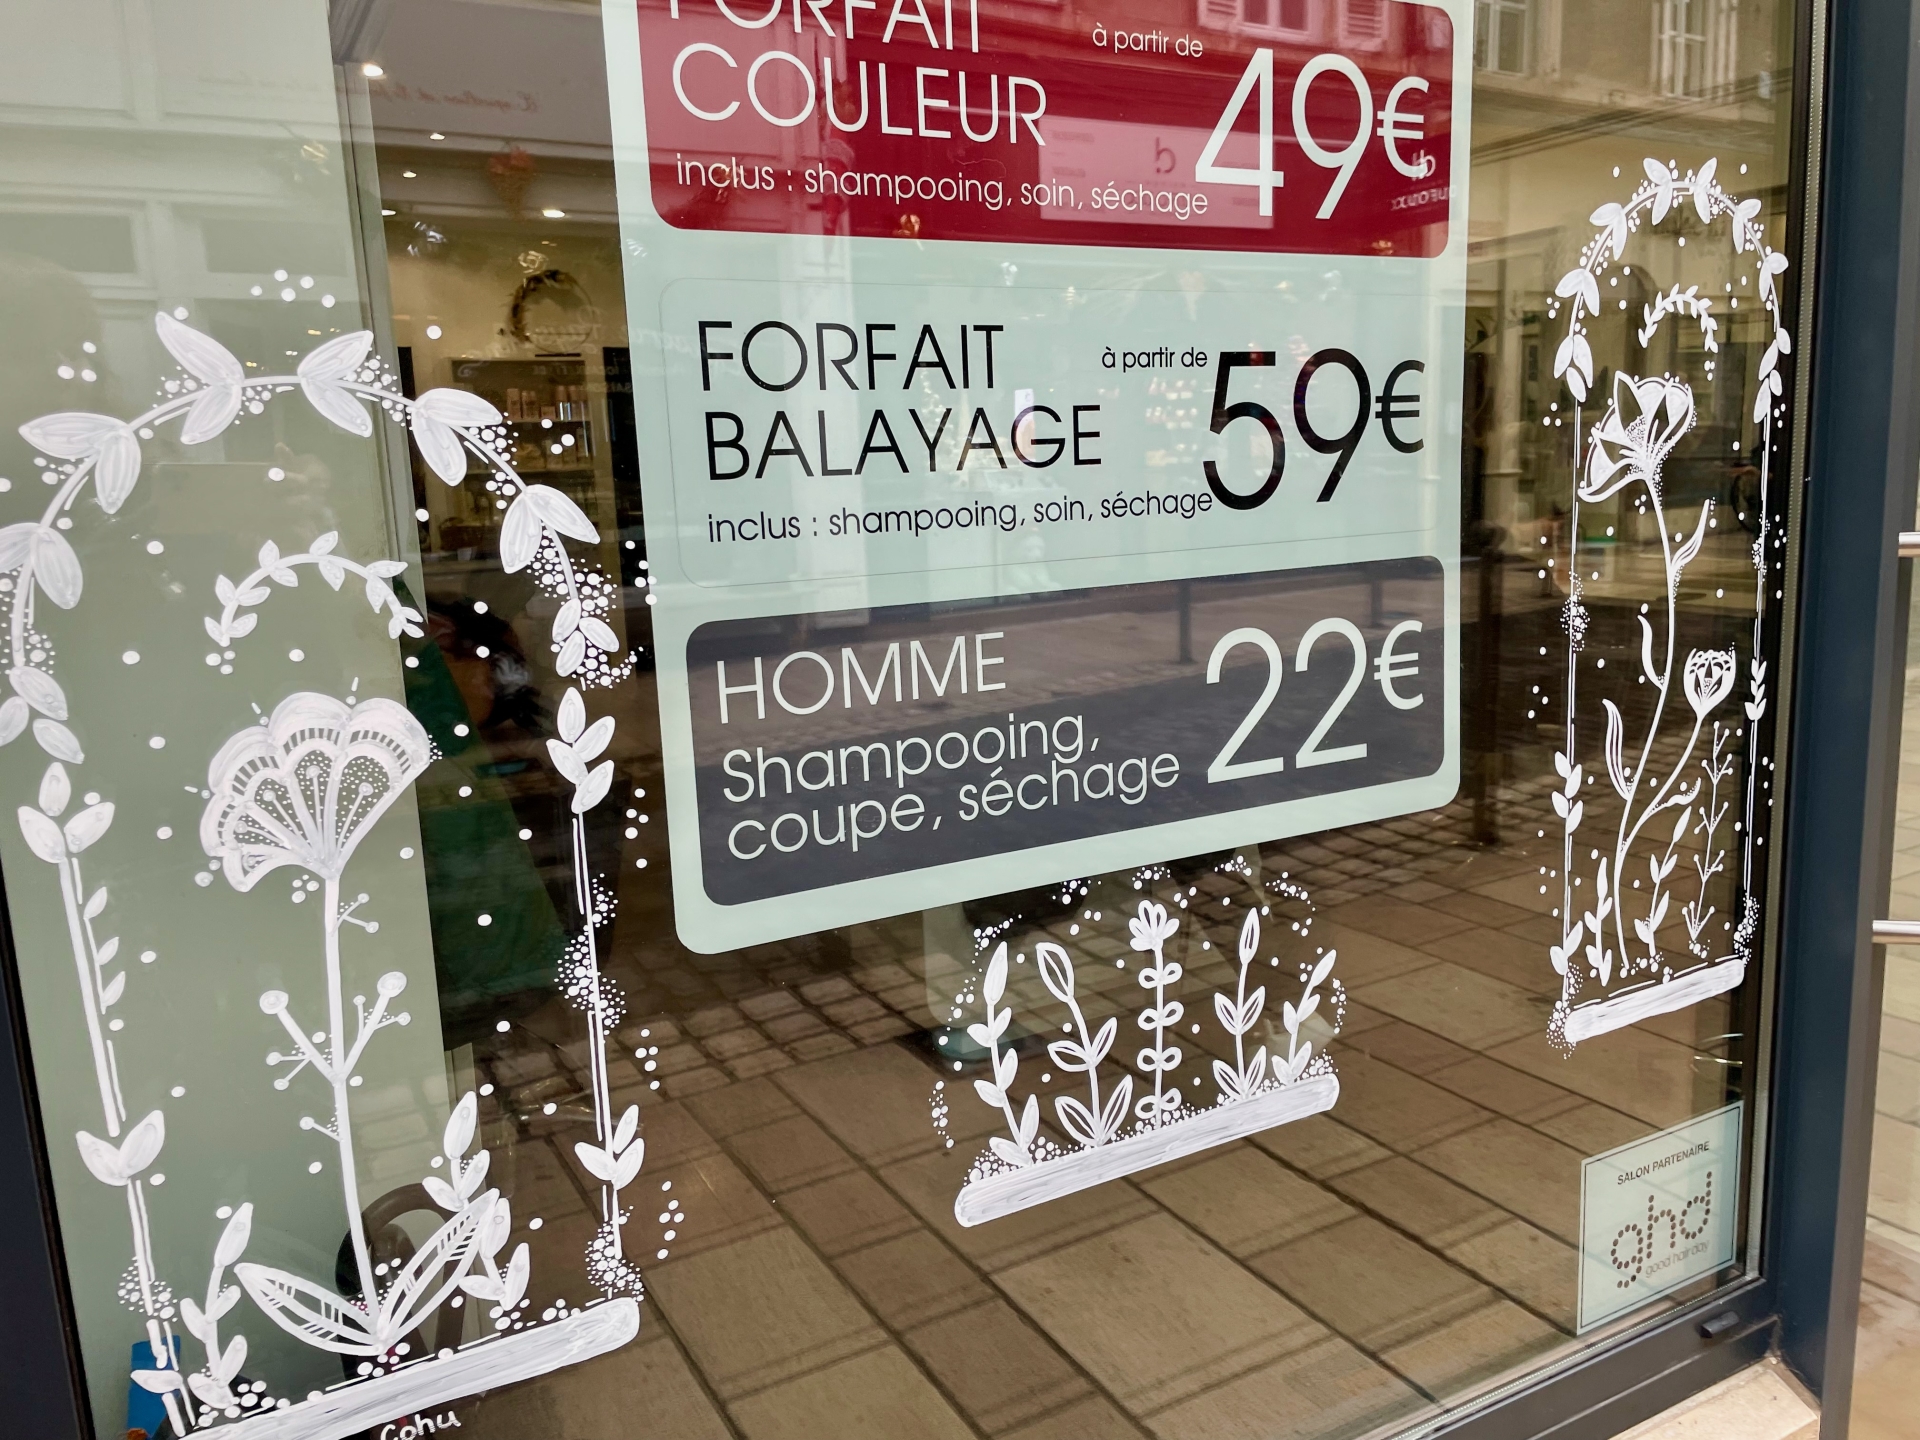 FORFAIT
COULEUR
à partir de
49€
inclus : shampooing, soin, séchage
FORFAIT
BALAYAGE
à partir de
59€
inclus : shampooing, soin, séchage
HOMME
Shampooing,
coupe, séchage
22€
SALON PARTENAIRE
ghd
good hair day
Cohu